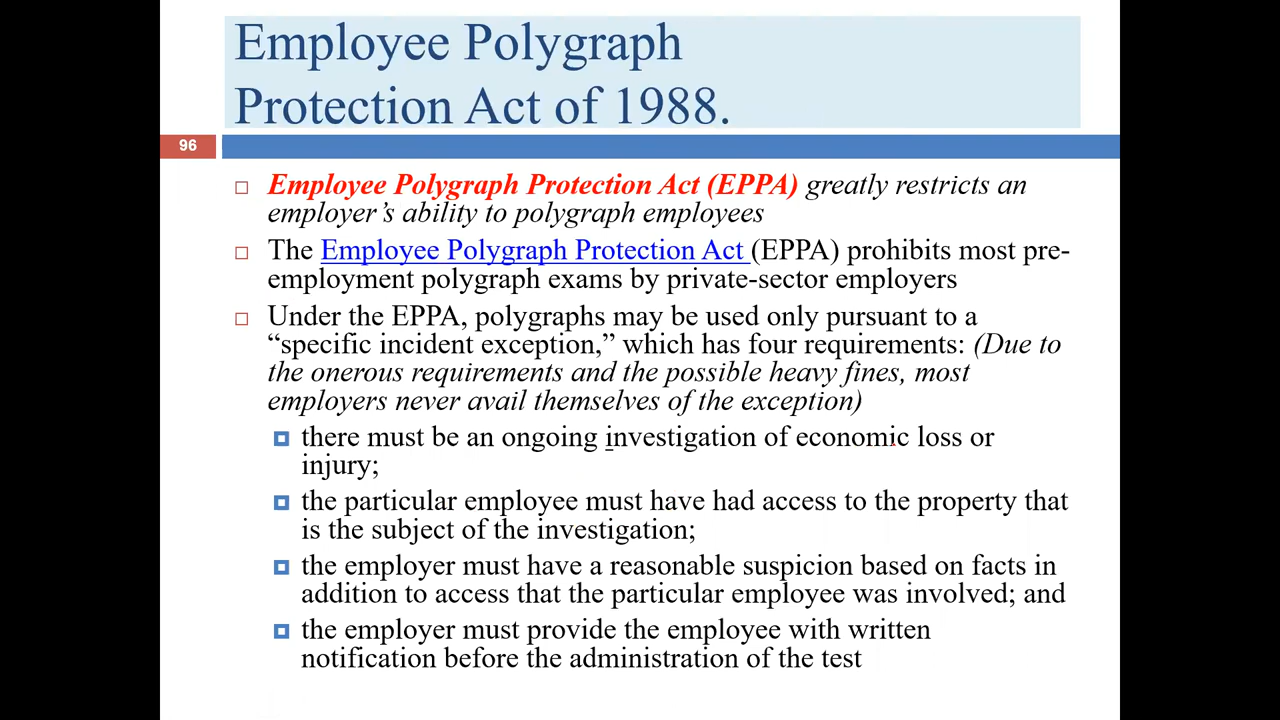 Employee Polygraph
Protection Act of 1988.
96
Employee Polygraph Protection Act (EPPA) greatly restricts an
employer’s ability to polygraph employees
The Employee Polygraph Protection Act (EPPA) prohibits most pre-
employment polygraph exams by private-sector employers
Under the EPPA, polygraphs may be used only pursuant to a
“specific incident exception,” which has four requirements: (Due to
the onerous requirements and the possible heavy fines, most
employers never avail themselves of the exception)
there must be an ongoing investigation of economic loss or
injury;
the particular employee must have had access to the property that
is the subject of the investigation;
the employer must have a reasonable suspicion based on facts in
addition to access that the particular employee was involved; and
the employer must provide the employee with written
notification before the administration of the test